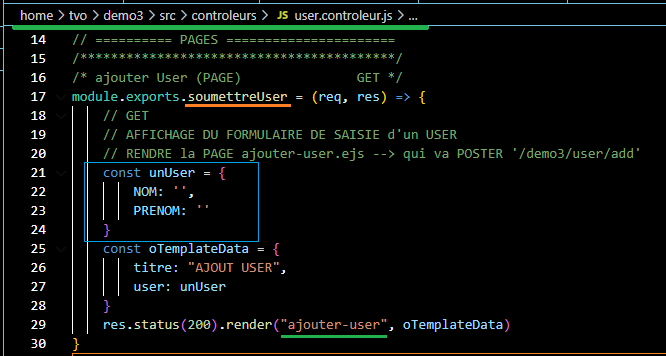 home > tvo > demo3 > src > controleurs > JS user.controleur.js > ...
14 // ========== PAGES ====================
15 /****************************************/
16 /* ajouter User (PAGE) GET */
17 module.exports.soumettreUser = (req, res) => {
18 // GET
19 // AFFICHAGE DU FORMULAIRE DE SAISIE d'un USER
20 // RENDRE la PAGE ajouter-user.ejs --> qui va POSTER '/demo3/user/add'
21 const unUser = {
22 NOM: '',
23 PRENOM: ''
24 }
25 const oTemplateData = {
26 titre: "AJOUT USER",
27 user: unUser
28 }
29 res.status(200).render("ajouter-user", oTemplateData)
30 }